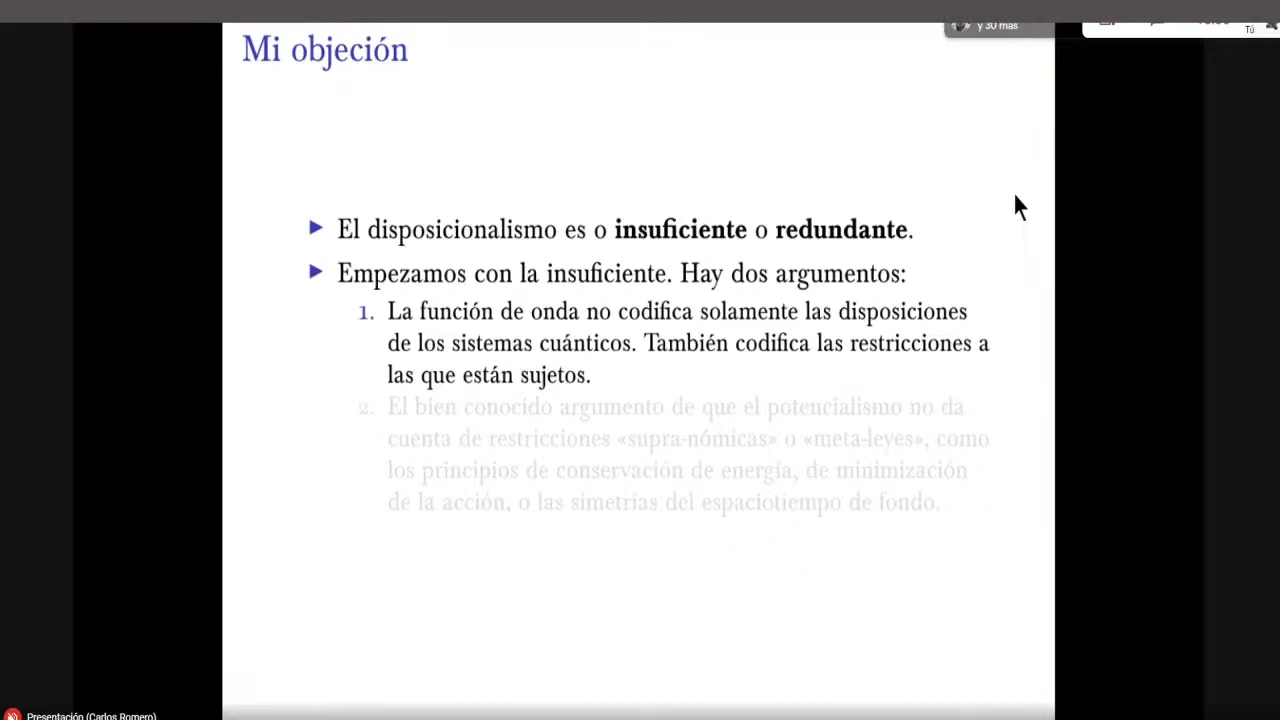 y 30 más
Tú
Mi objeción
El disposicionalismo es o insuficiente o redundante.
Empezamos con la insuficiente. Hay dos argumentos:
1. La función de onda no codifica solamente las disposiciones
de los sistemas cuánticos. También codifica las restricciones a
las que están sujetos.
2. El bien conocido argumento de que el potencialismo no da
cuenta de restricciones «supra-nómicas» o «meta-leyes», como
los principios de conservación de energía, de minimización
de la acción, o las simetrías del espaciotiempo de fondo.
Presentación (Carlos Romero)